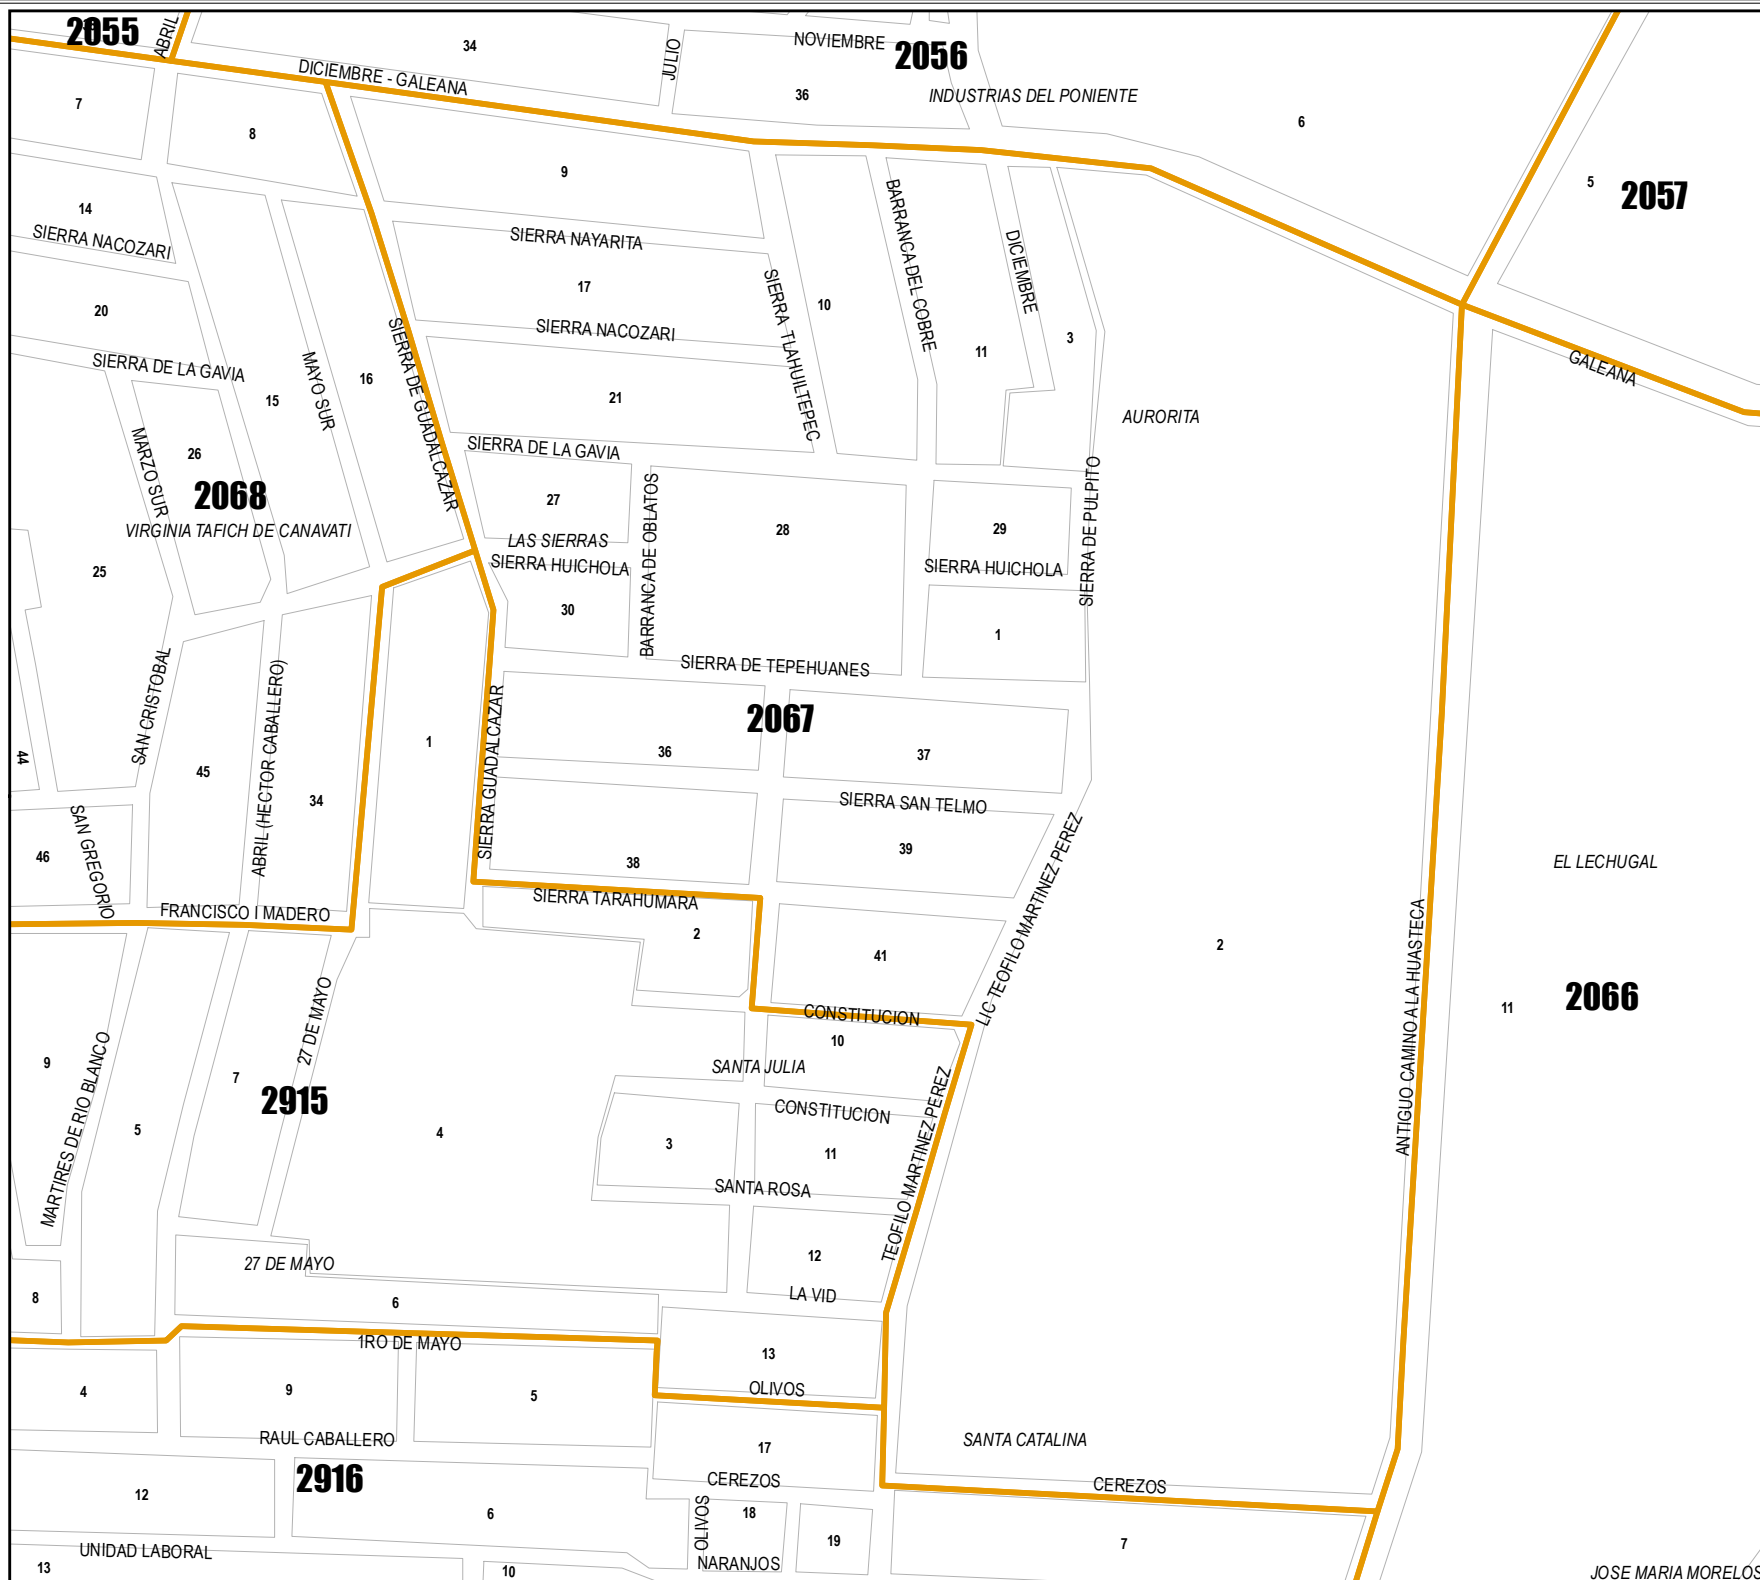 2055
ABRIL
34
JULIO
NOVIEMBRE
2056
DICIEMBRE - GALEANA
7
36
INDUSTRIAS DEL PONIENTE
6
8
9
5
2057
14
SIERRA NACOZARI
SIERRA NAYARITA
BARRANCA DEL COBRE
DICIEMBRE
20
17
SIERRA TLAHUILTEPEC
10
SIERRA NACOZARI
11
3
SIERRA DE LA GAVIA
MAYO SUR
16
SIERRA DE GUADALCAZAR
GALEANA
15
21
AURORITA
26
MARZO SUR
SIERRA DE LA GAVIA
2068
27
BARRANCA DE OBLATOS
28
29
SIERRA DE PULPITO
VIRGINIA TAFICH DE CANAVATI
LAS SIERRAS
25
SIERRA HUICHOLA
SIERRA HUICHOLA
30
1
SAN CRISTOBAL
ABRIL (HECTOR CABALLERO)
SIERRA DE TEPEHUANES
2067
44
1
SIERRA GUADALCAZAR
36
37
45
34
SIERRA SAN TELMO
46
SAN GREGORIO
38
39
LIC TEOFILO MARTINEZ PEREZ
EL LECHUGAL
FRANCISCO I MADERO
SIERRA TARAHUMARA
2
41
2
ANTIGUO CAMINO A LA HUASTECA
2066
11
27 DE MAYO
CONSTITUCION
10
9
MARTIRES DE RIO BLANCO
7
SANTA JULIA
2915
CONSTITUCION
TEOFILO MARTINEZ PEREZ
5
4
3
11
SANTA ROSA
27 DE MAYO
12
8
6
LA VID
1RO DE MAYO
13
4
9
5
OLIVOS
RAUL CABALLERO
17
SANTA CATALINA
2916
CEREZOS
CEREZOS
12
6
OLIVOS
18
19
7
UNIDAD LABORAL
NARANJOS
13
10
JOSE MARIA MORELOS